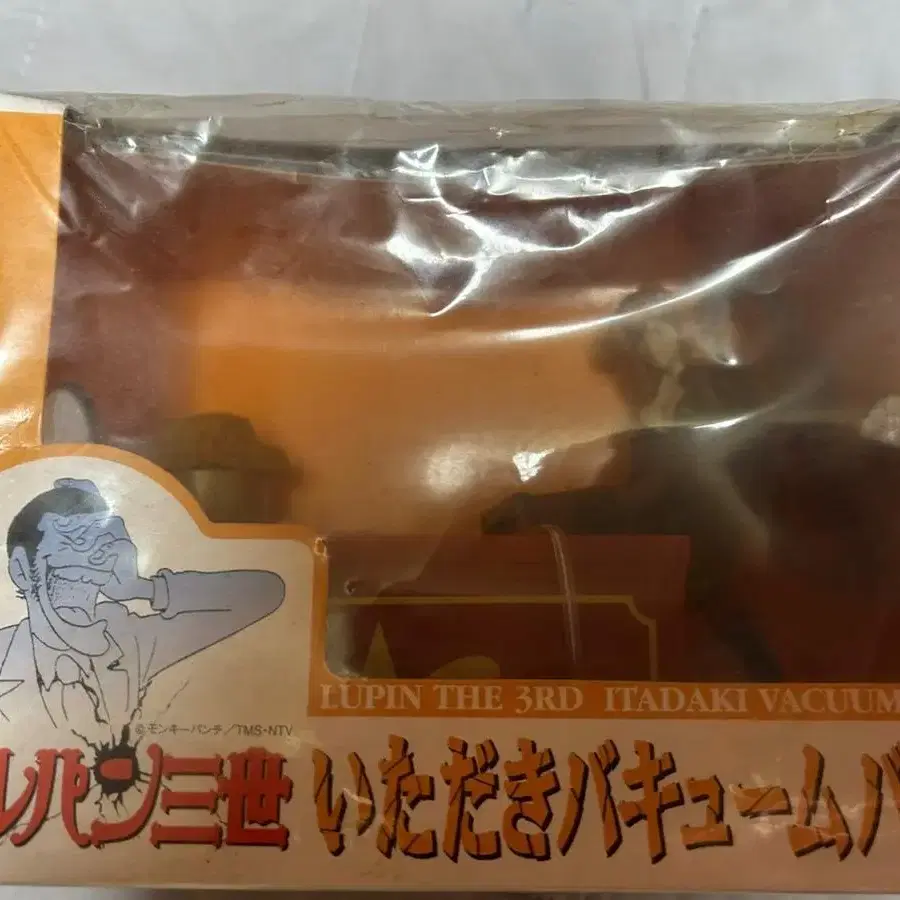 LUPIN THE 3RD ITADAKI VACUUM
©モンキーパンチ/TMS・NTV
ルパン三世 いただきバキュームバ